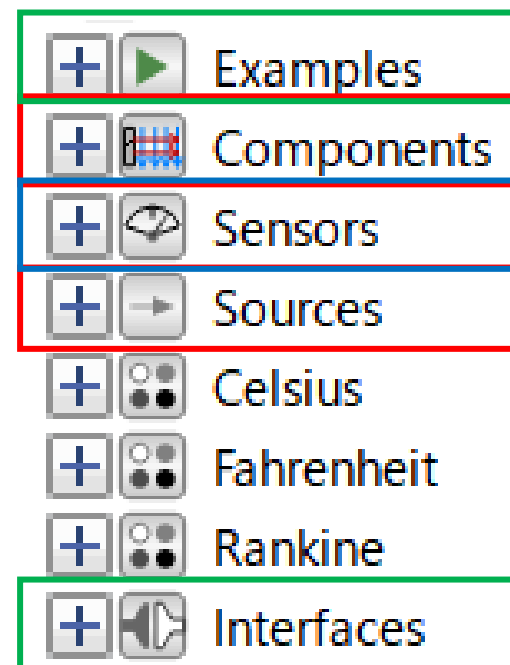 Examples
Components
Sensors
Sources
Celsius
Fahrenheit
Rankine
Interfaces